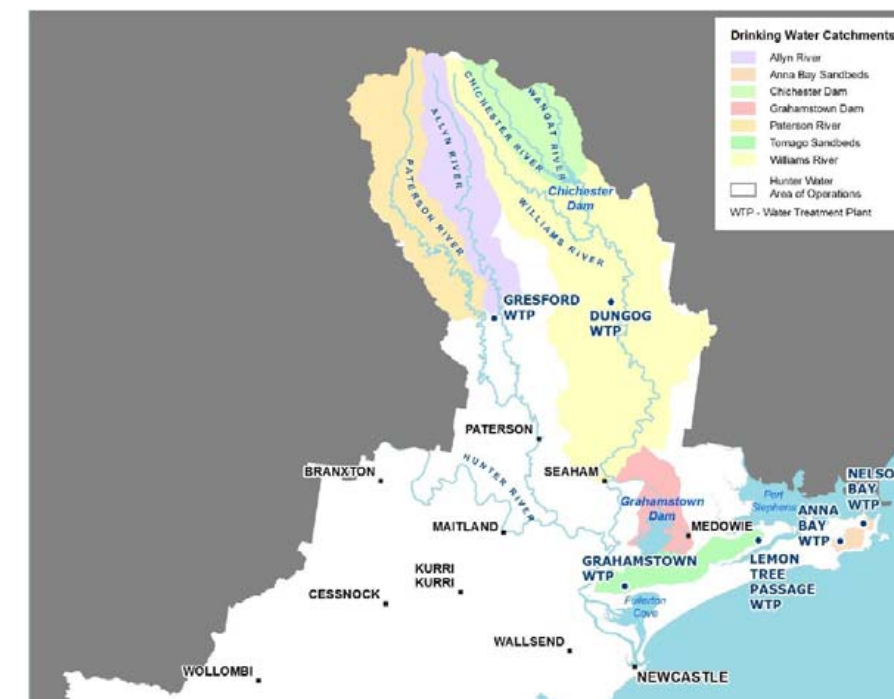 Drinking Water Catchments
Allyn River
Anna Bay Sandbeds
Chichester Dam
Grahamstown Dam
Paterson River
Tomago Sandbeds
Williams River
Hunter Water
Area of Operations
WTP - Water Treatment Plant
CHICHESTER RIVER
WANGAT RIVER
ALLYN RIVER
PATERSON RIVER
Chichester
Dam
WILLIAMS RIVER
GRESFORD
WTP
DUNGOG
WTP
PATERSON
BRANXTON
HUNTER RIVER
SEAHAM
NELSO
BAY
WTP
Grahamstown
Dam
Port
Stephens
ANNA
BAY
WTP
MAITLAND
MEDOWIE
GRAHAMSTOWN
WTP
LEMON
TREE
PASSAGE
WTP
KURRI
KURRI
CESSNOCK
Fullerton
Cove
WALLSEND
WOLLOMBI
NEWCASTLE